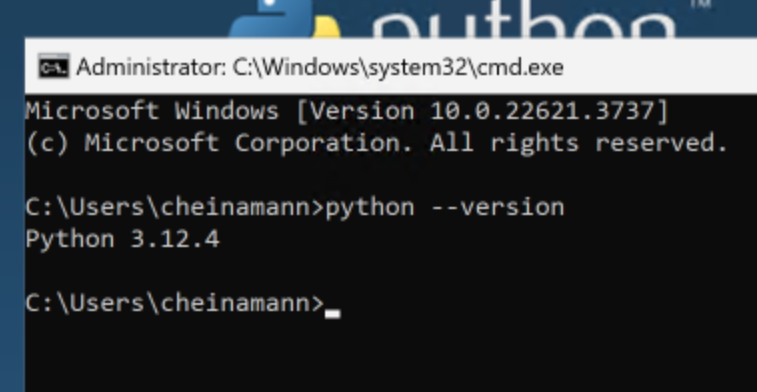 python™
Administrator: C:\Windows\system32\cmd.exe
Microsoft Windows [Version 10.0.22621.3737]
(c) Microsoft Corporation. All rights reserved.
C:\Users\cheinamann>python --version
Python 3.12.4
C:\Users\cheinamann>